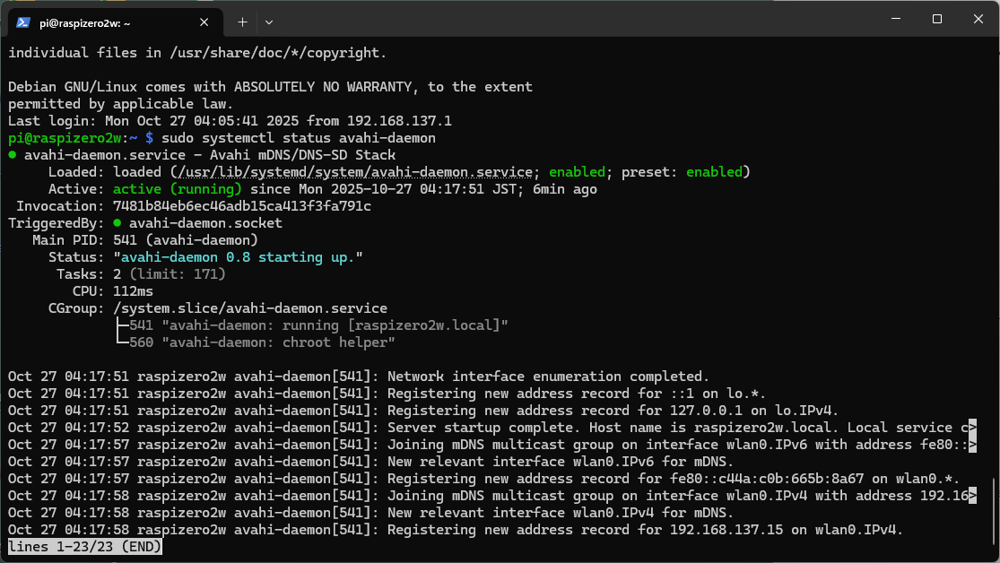 pi@raspizero2w: ~
individual files in /usr/share/doc/*/copyright.
Debian GNU/Linux comes with ABSOLUTELY NO WARRANTY, to the extent
permitted by applicable law.
Last login: Mon Oct 27 04:05:41 2025 from 192.168.137.1
pi@raspizero2w:~ $ sudo systemctl status avahi-daemon
● avahi-daemon.service - Avahi mDNS/DNS-SD Stack
Loaded: loaded (/usr/lib/systemd/system/avahi-daemon.service; enabled; preset: enabled)
Active: active (running) since Mon 2025-10-27 04:17:51 JST; 6min ago
Invocation: 7481b84eb6ec46adb15ca413f3fa791c
TriggeredBy: ● avahi-daemon.socket
Main PID: 541 (avahi-daemon)
Status: "avahi-daemon 0.8 starting up."
Tasks: 2 (limit: 171)
CPU: 112ms
CGroup: /system.slice/avahi-daemon.service
├─541 "avahi-daemon: running [raspizero2w.local]"
└─560 "avahi-daemon: chroot helper"
Oct 27 04:17:51 raspizero2w avahi-daemon[541]: Network interface enumeration completed.
Oct 27 04:17:51 raspizero2w avahi-daemon[541]: Registering new address record for ::1 on lo.*.
Oct 27 04:17:51 raspizero2w avahi-daemon[541]: Registering new address record for 127.0.0.1 on lo.IPv4.
Oct 27 04:17:52 raspizero2w avahi-daemon[541]: Server startup complete. Host name is raspizero2w.local. Local service c>
Oct 27 04:17:57 raspizero2w avahi-daemon[541]: Joining mDNS multicast group on interface wlan0.IPv6 with address fe80::>
Oct 27 04:17:57 raspizero2w avahi-daemon[541]: New relevant interface wlan0.IPv6 for mDNS.
Oct 27 04:17:57 raspizero2w avahi-daemon[541]: Registering new address record for fe80::c44a:c0b:665b:8a67 on wlan0.*.
Oct 27 04:17:58 raspizero2w avahi-daemon[541]: Joining mDNS multicast group on interface wlan0.IPv4 with address 192.16>
Oct 27 04:17:58 raspizero2w avahi-daemon[541]: New relevant interface wlan0.IPv4 for mDNS.
Oct 27 04:17:58 raspizero2w avahi-daemon[541]: Registering new address record for 192.168.137.15 on wlan0.IPv4.
lines 1-23/23 (END)